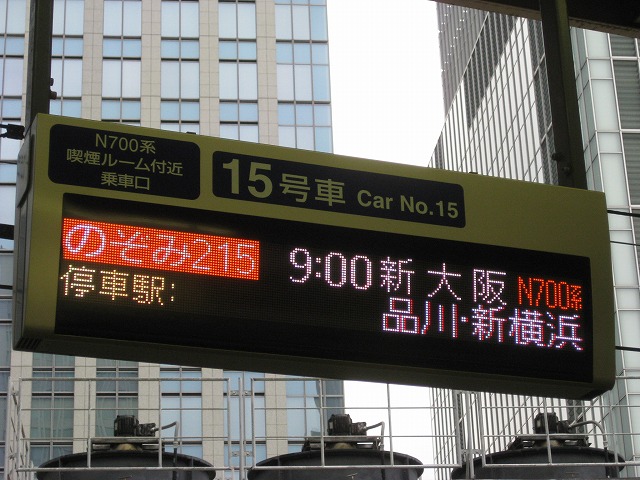 N700系
喫煙ルーム付近
乗車口
15号車 Car No.15
のぞみ215 9:00 新大阪 N700系
停車駅: 品川・新横浜